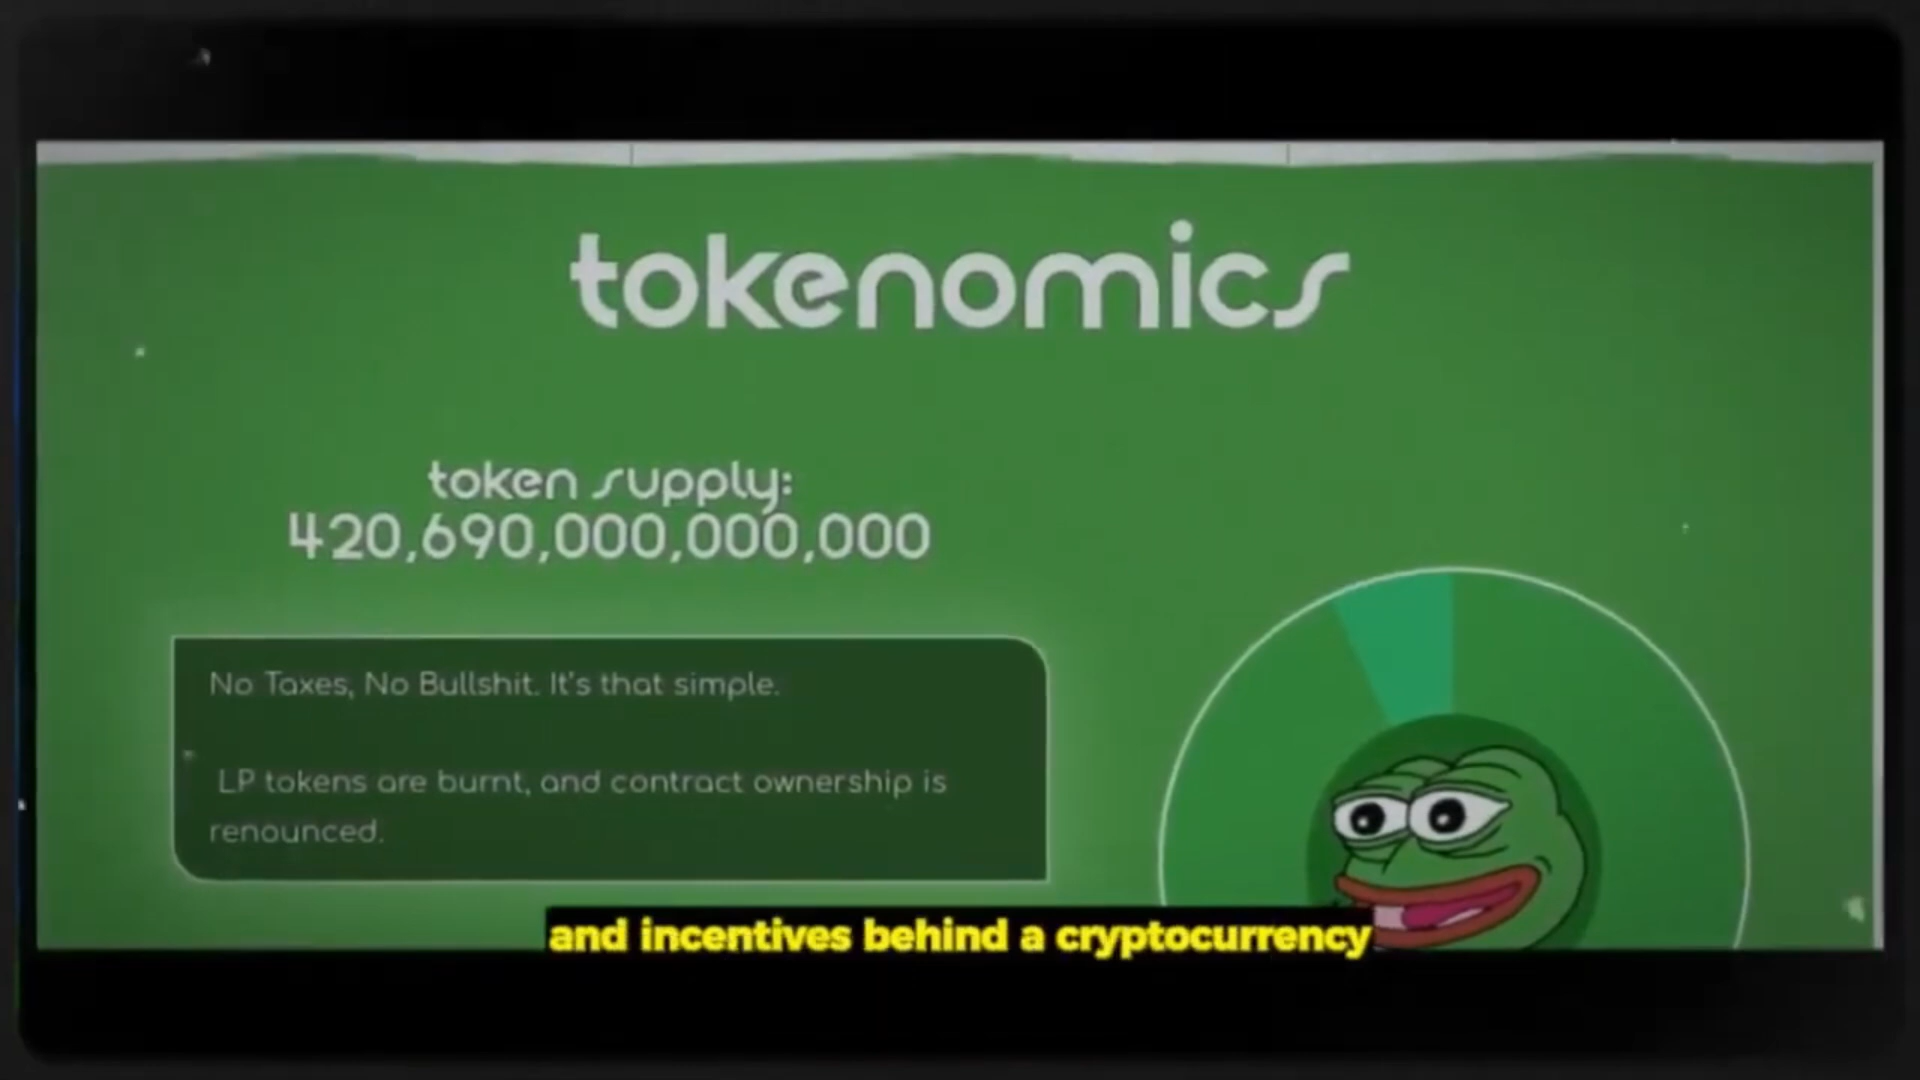 tokenomics
token supply:
420,690,000,000,000
No Taxes, No Bullshit. It's that simple.
LP tokens are burnt, and contract ownership is
renounced.
and incentives behind a cryptocurrency